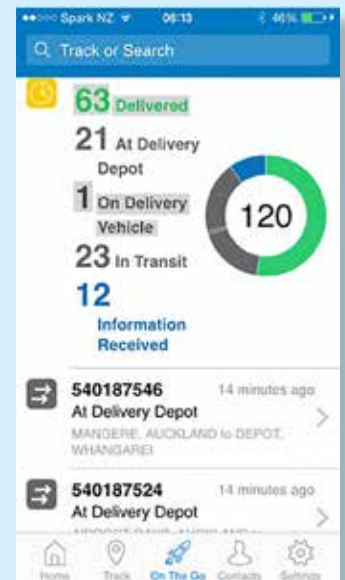 Spark NZ 06:13 46%
Track or Search
63 Delivered
21 At Delivery
Depot
1 On Delivery
Vehicle
23 In Transit
12
Information
Received
120
540187546 14 minutes ago
At Delivery Depot
MANGERE, AUCKLAND to DEPOT,
WHANGAREI
540187524 14 minutes ago
At Delivery Depot
Home Track On The Go Contacts Settings